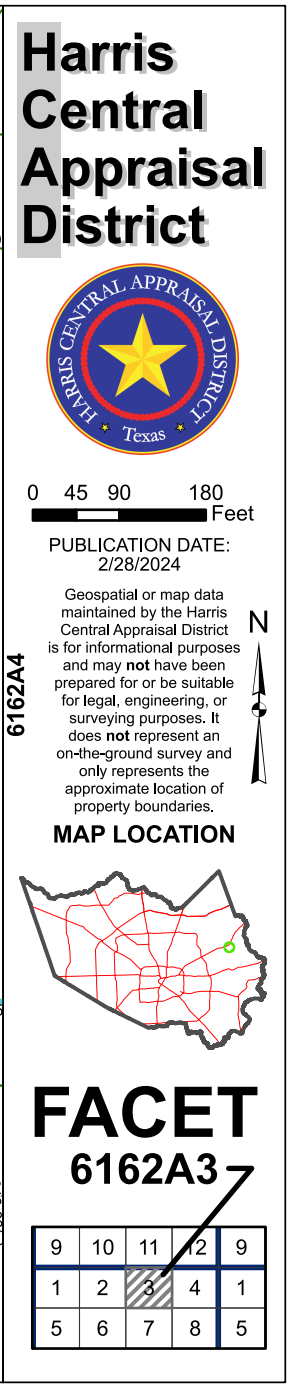 Harris
Central
Appraisal
District
HARRIS CENTRAL APPRAISAL DISTRICT
Texas
0 45 90 180
Feet
PUBLICATION DATE:
2/28/2024
Geospatial or map data
maintained by the Harris
Central Appraisal District
is for informational purposes
and may not have been
prepared for or be suitable
for legal, engineering, or
surveying purposes. It
does not represent an
on-the-ground survey and
only represents the
approximate location of
property boundaries.
N
6162A4
MAP LOCATION
FACET
6162A3
9 10 11 12 9
1 2 3 4 1
5 6 7 8 5